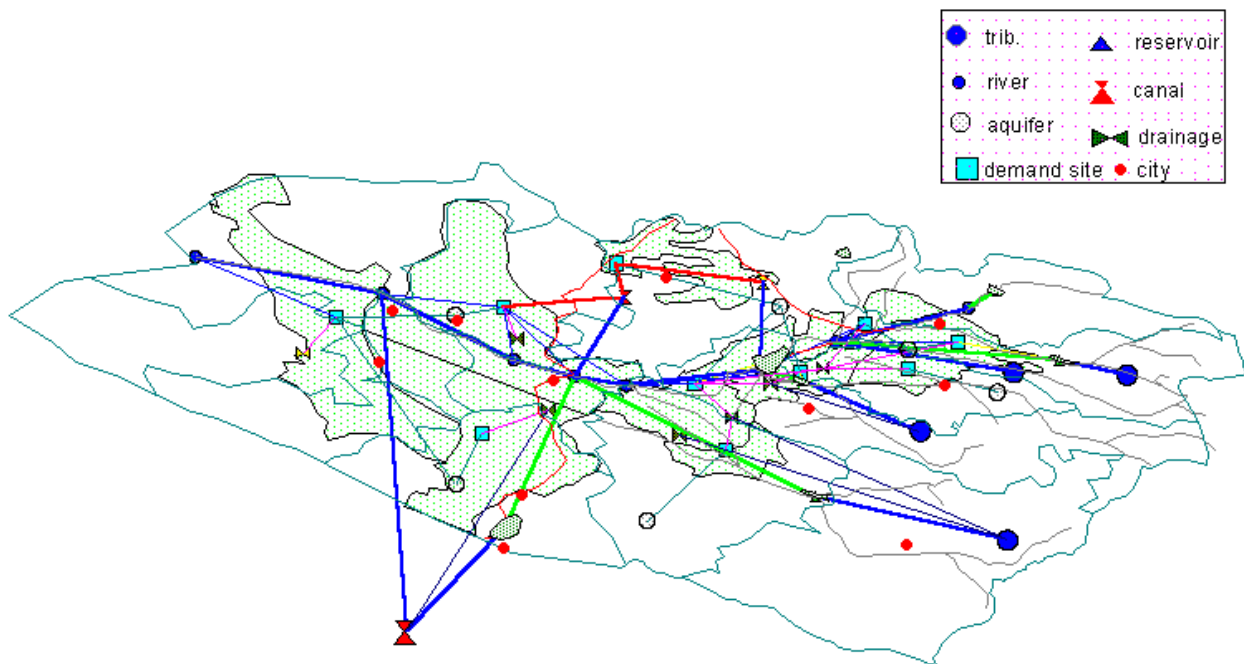 trib.
reservoir
river
canal
aquifer
drainage
demand site
city